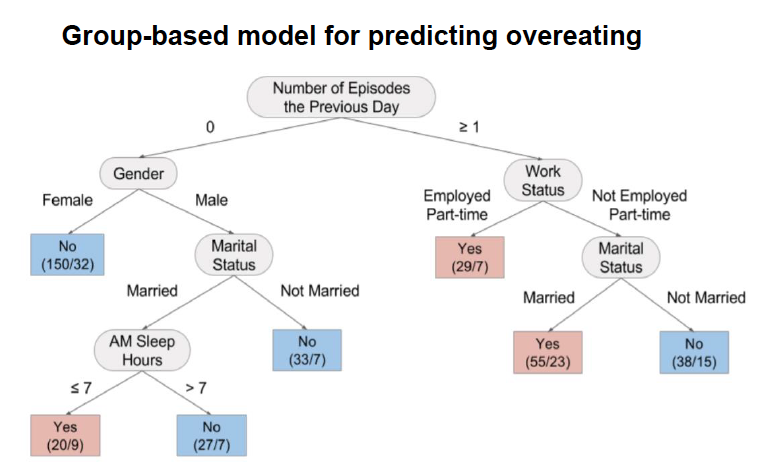 Group-based model for predicting overeating
Number of Episodes
the Previous Day
0
≥ 1
Gender
Work
Status
Female
Male
Employed
Part-time
Not Employed
Part-time
No
(150/32)
Marital
Status
Yes
(29/7)
Marital
Status
Married
Not Married
Married
Not Married
AM Sleep
Hours
No
(33/7)
Yes
(55/23)
No
(38/15)
≤ 7
> 7
Yes
(20/9)
No
(27/7)